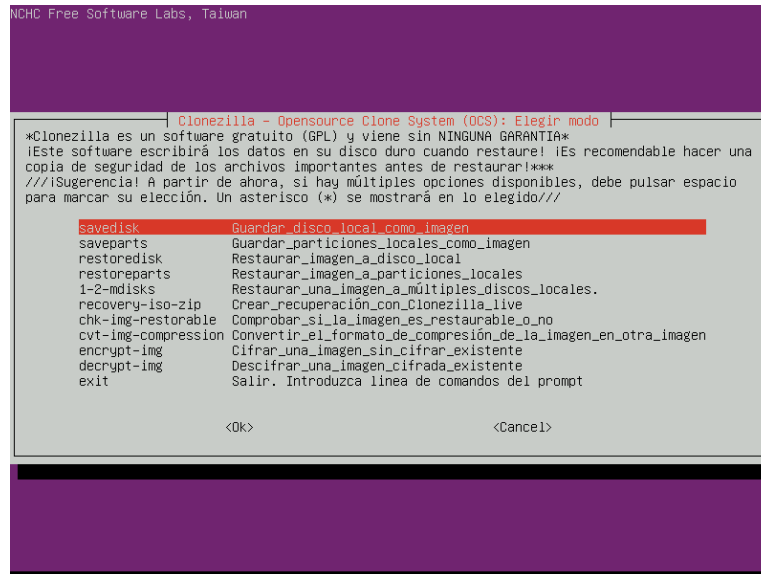 NCHC Free Software Labs, Taiwan
Clonezilla - Opensource Clone System (OCS): Elegir modo
*Clonezilla es un software gratuito (GPL) y viene sin NINGUNA GARANTIA*
¡Este software escribirá los datos en su disco duro cuando restaure! ¡Es recomendable hacer una
copia de seguridad de los archivos importantes antes de restaurar!***
///¡Sugerencia! A partir de ahora, si hay múltiples opciones disponibles, debe pulsar espacio
para marcar su elección. Un asterisco (*) se mostrará en lo elegido///
savedisk Guardar_disco_local_como_imagen
saveparts Guardar_particiones_locales_como_imagen
restoredisk Restaurar_imagen_a_disco_local
restoreparts Restaurar_imagen_a_particiones_locales
1-2-mdisks Restaurar_una_imagen_a_múltiples_discos_locales.
recovery-iso-zip Crear_recuperación_con_Clonezilla_live
chk-img-restorable Comprobar_si_la_imagen_es_restaurable_o_no
cvt-img-compression Convertir_el_formato_de_compresión_de_la_imagen_en_otra_imagen
encrypt-img Cifrar_una_imagen_sin_cifrar_existente
decrypt-img Descifrar_una_imagen_cifrada_existente
exit Salir. Introduzca linea de comandos del prompt
<Ok> <Cancel>